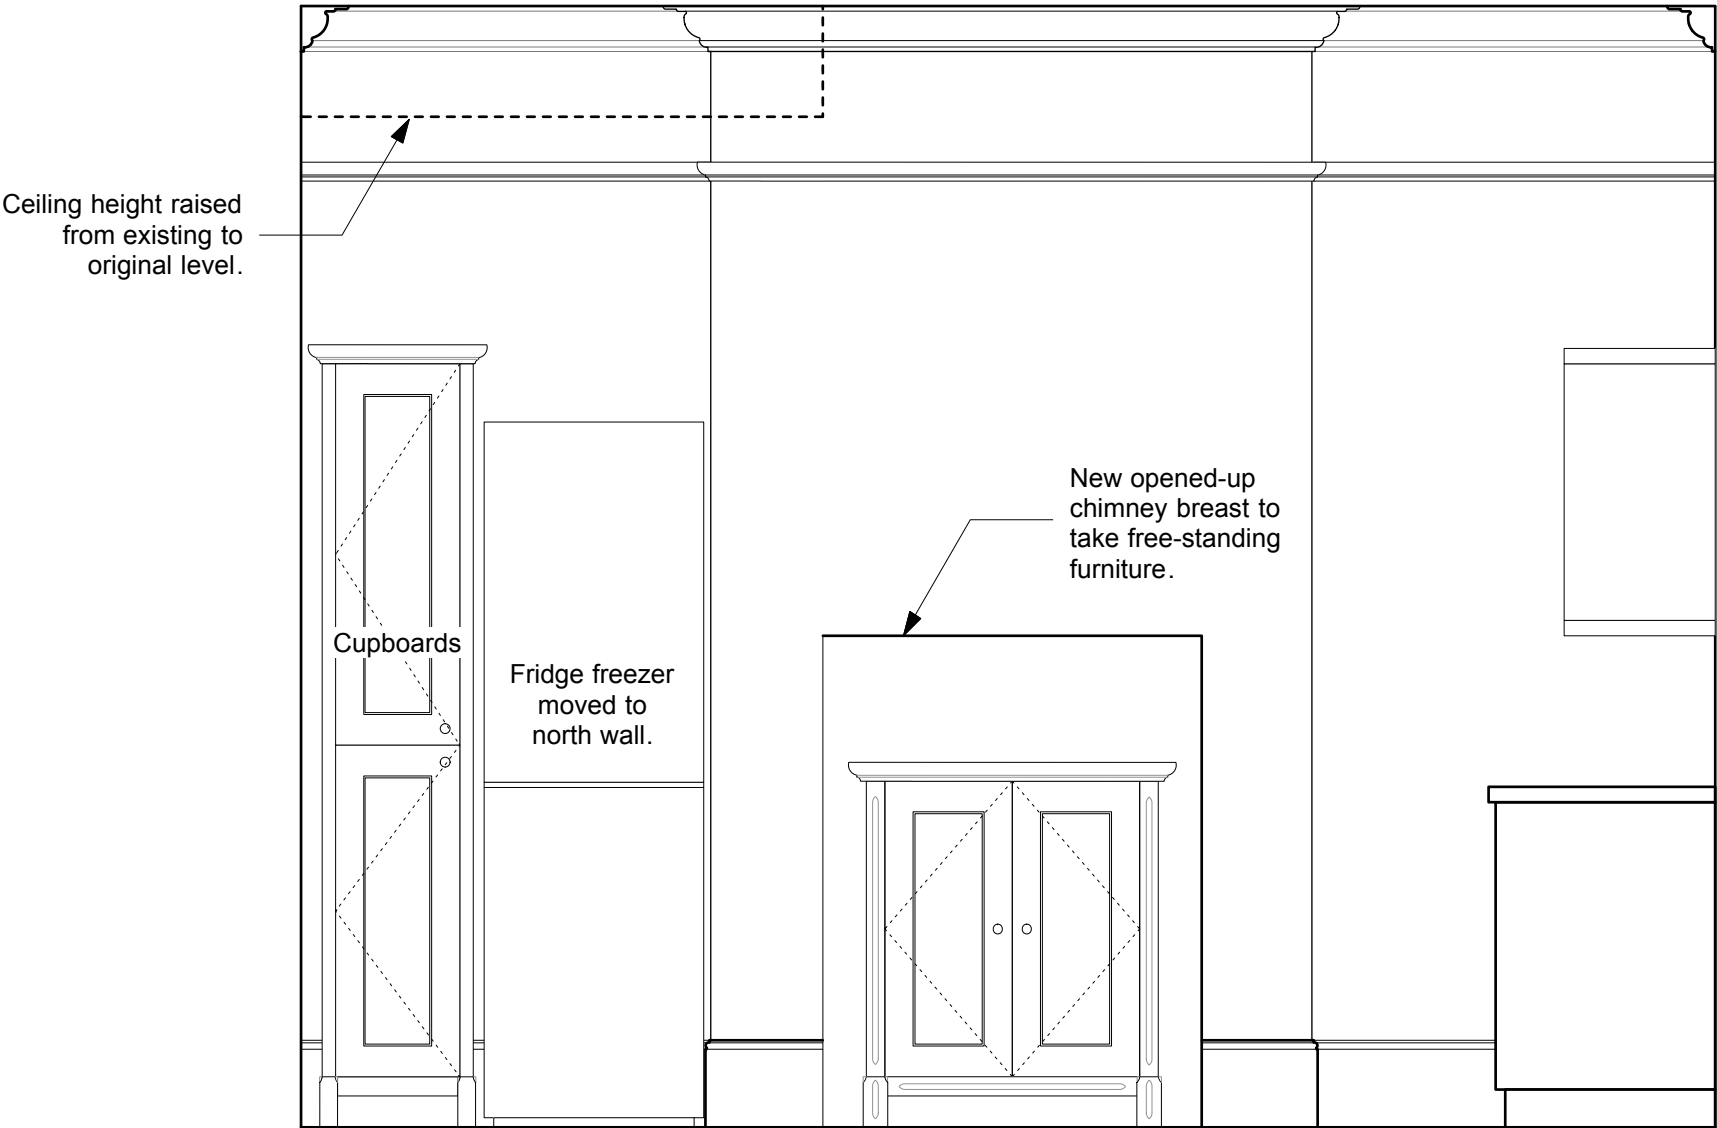 Ceiling height raised
from existing to
original level.
New opened-up
chimney breast to
take free-standing
furniture.
Cupboards
Fridge freezer
moved to
north wall.